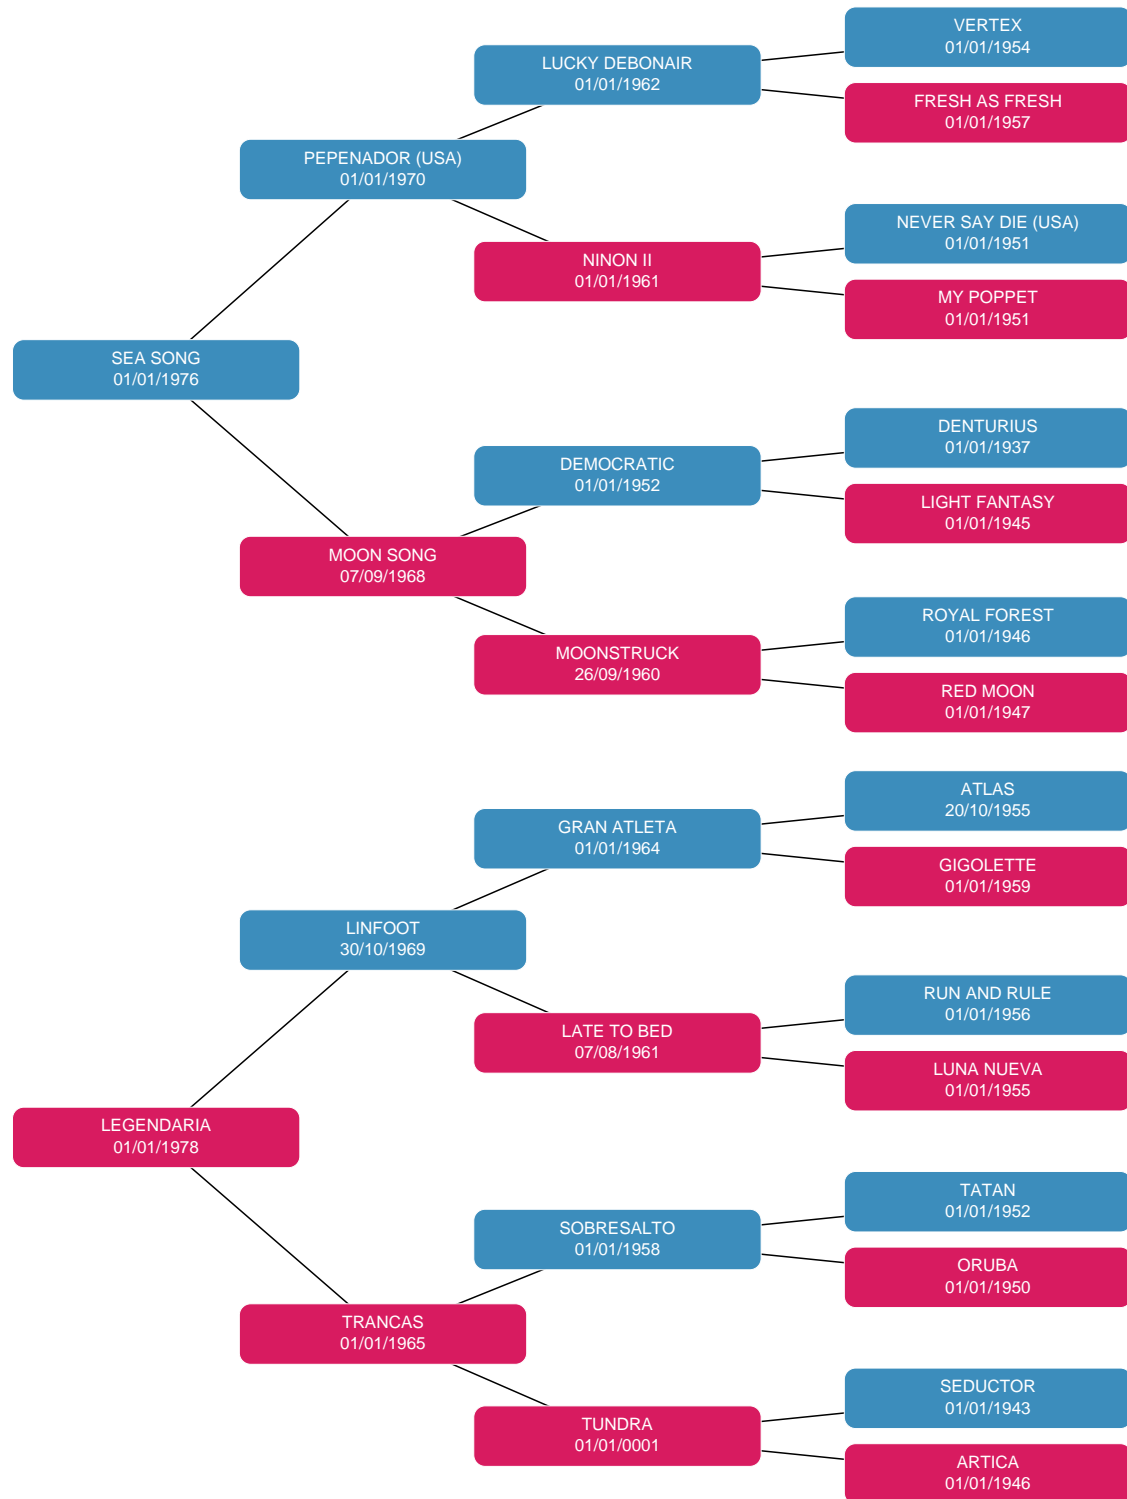 VERTEX
01/01/1954
LUCKY DEBONAIR
01/01/1962
FRESH AS FRESH
01/01/1957
PEPENADOR (USA)
01/01/1970
NEVER SAY DIE (USA)
01/01/1951
NINON II
01/01/1961
MY POPPET
01/01/1951
SEA SONG
01/01/1976
DENTURIUS
01/01/1937
DEMOCRATIC
01/01/1952
LIGHT FANTASY
01/01/1945
MOON SONG
07/09/1968
ROYAL FOREST
01/01/1946
MOONSTRUCK
26/09/1960
RED MOON
01/01/1947
ATLAS
20/10/1955
GRAN ATLETA
01/01/1964
GIGOLETTE
01/01/1959
LINFOOT
30/10/1969
RUN AND RULE
01/01/1956
LATE TO BED
07/08/1961
LUNA NUEVA
01/01/1955
LEGENDARIA
01/01/1978
TATAN
01/01/1952
SOBRESALTO
01/01/1958
ORUBA
01/01/1950
TRANCAS
01/01/1965
SEDUCTOR
01/01/1943
TUNDRA
01/01/0001
ARTICA
01/01/1946